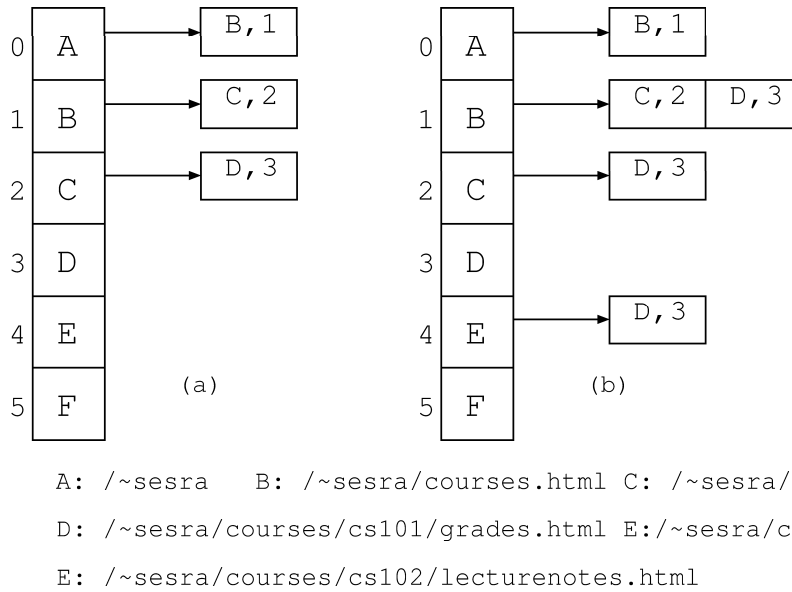 0 A B,1 0 A B,1
1 B C,2 1 B C,2 D,3
2 C D,3 2 C D,3
3 D 3 D
4 E 4 E D,3
5 F (a) 5 F (b)
A: /~sesra B: /~sesra/courses.html C: /~sesra/
D: /~sesra/courses/cs101/grades.html E:/~sesra/c
E: /~sesra/courses/cs102/lecturenotes.html